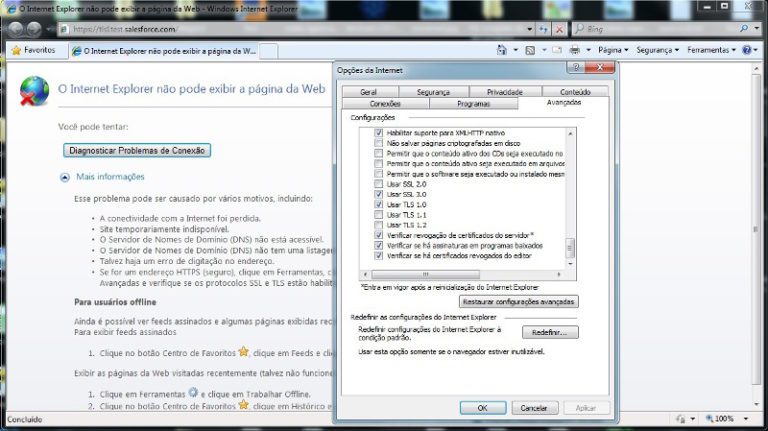 O Internet Explorer não pode exibir a página da Web - Windows Internet Explorer
https://tls1test.salesforce.com/
Bing
Favoritos
O Internet Explorer não pode exibir a página da W...
Página
Segurança
Ferramentas
O Internet Explorer não pode exibir a página da Web
Você pode tentar:
Diagnosticar Problemas de Conexão
Mais informações
Esse problema pode ser causado por vários motivos, incluindo:
• A conectividade com a Internet foi perdida.
• Site temporariamente indisponível.
• O Servidor de Nomes de Domínio (DNS) não está acessível.
• O Servidor de Nomes de Domínio (DNS) não tem uma listagem
• Talvez haja um erro de digitação no endereço.
• Se for um endereço HTTPS (seguro), clique em Ferramentas, c
Avançadas e verifique se os protocolos SSL e TLS estão habilit
Para usuários offline
Ainda é possível ver feeds assinados e algumas páginas exibidas rec
Para exibir feeds assinados
1. Clique no botão Centro de Favoritos , clique em Feeds e cli
Exibir as páginas da Web visitadas recentemente (talvez não funcione
1. Clique em Ferramentas e clique em Trabalhar Offline.
2. Clique no botão Centro de Favoritos , clique em Histórico e
Concluído
100%
Opções da Internet
Geral
Segurança
Privacidade
Conteúdo
Conexões
Programas
Avançadas
Configurações
Habilitar suporte para XMLHTTP nativo
Não salvar páginas criptografadas em disco
Permitir que o conteúdo ativo dos CDs seja executado no
Permitir que o conteúdo ativo seja executado em arquivos
Permitir que o software seja executado ou instalado mesm
Usar SSL 2.0
Usar SSL 3.0
Usar TLS 1.0
Usar TLS 1.1
Usar TLS 1.2
Verificar revogação de certificados do servidor*
Verificar se há assinaturas em programas baixados
Verificar se há certificados revogados do editor
*Entra em vigor após a reinicialização do Internet Explorer
Restaurar configurações avançadas
Redefinir as configurações do Internet Explorer
Redefinir configurações do Internet Explorer à
condição padrão.
Redefinir...
Usar esta opção somente se o navegador estiver inutilizável.
OK
Cancelar
Aplicar